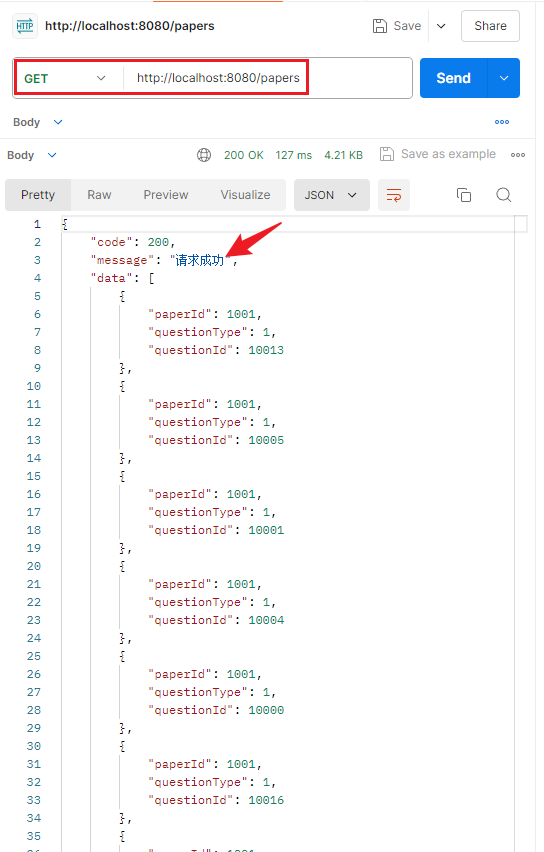 HTTP http://localhost:8080/papers Save Share
GET http://localhost:8080/papers Send
Body
Body 200 OK 127 ms 4.21 KB Save as example
Pretty Raw Preview Visualize JSON
1 {
2 "code": 200,
3 "message": "请求成功",
4 "data": [
5 {
6 "paperId": 1001,
7 "questionType": 1,
8 "questionId": 10013
9 },
10 {
11 "paperId": 1001,
12 "questionType": 1,
13 "questionId": 10005
14 },
15 {
16 "paperId": 1001,
17 "questionType": 1,
18 "questionId": 10001
19 },
20 {
21 "paperId": 1001,
22 "questionType": 1,
23 "questionId": 10004
24 },
25 {
26 "paperId": 1001,
27 "questionType": 1,
28 "questionId": 10000
29 },
30 {
31 "paperId": 1001,
32 "questionType": 1,
33 "questionId": 10016
34 },
35 {